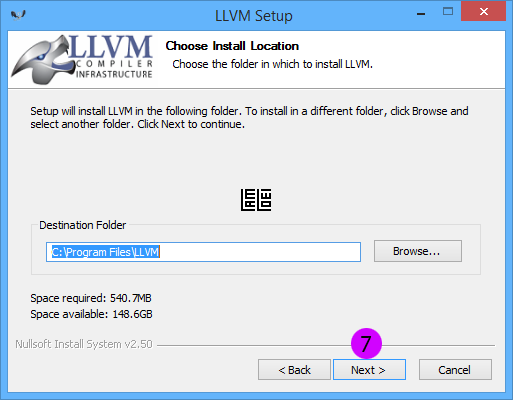 LLVM Setup
LLVM
COMPILER
INFRASTRUCTURE
Choose Install Location
Choose the folder in which to install LLVM.
Setup will install LLVM in the following folder. To install in a different folder, click Browse and
select another folder. Click Next to continue.
Destination Folder
C:\Program Files\LLVM
Browse...
Space required: 540.7MB
Space available: 148.6GB
Nullsoft Install System v2.50
7
< Back
Next >
Cancel